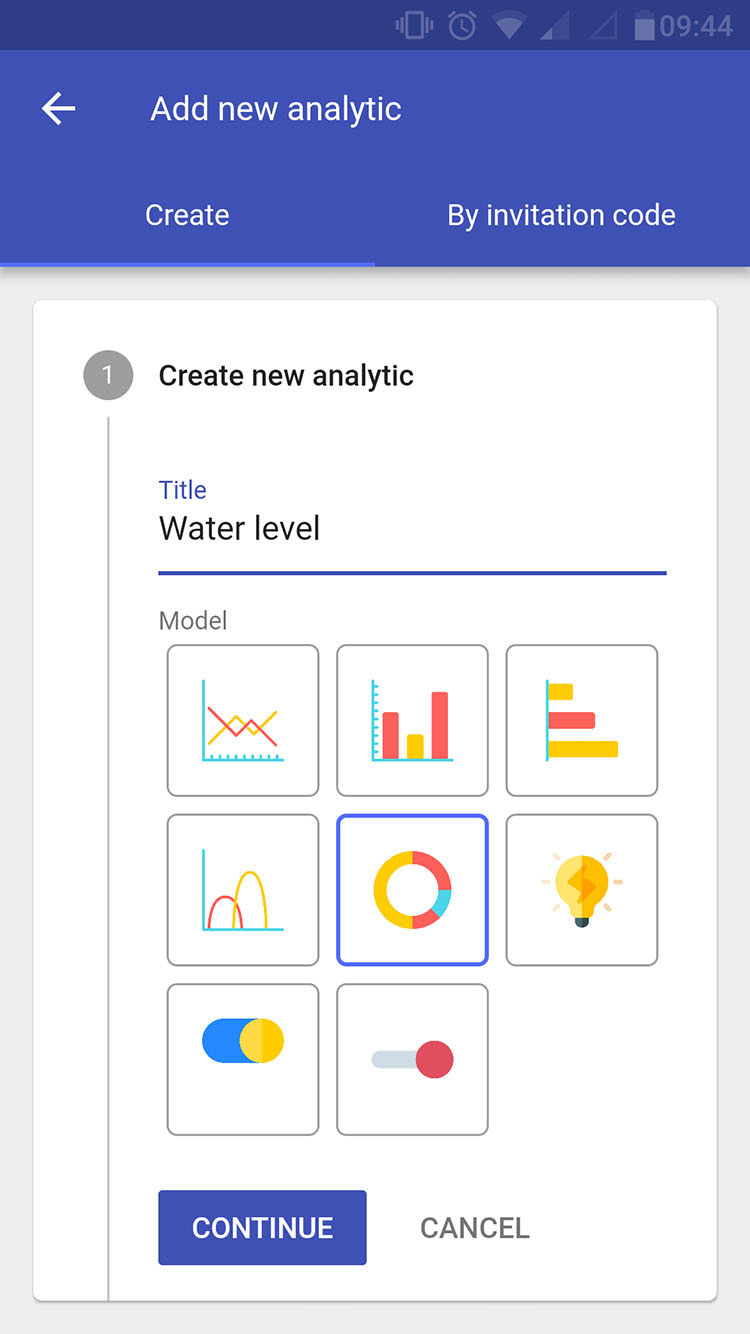 09:44
Add new analytic
Create
By invitation code
1
Create new analytic
Title
Water level
Model
CONTINUE
CANCEL